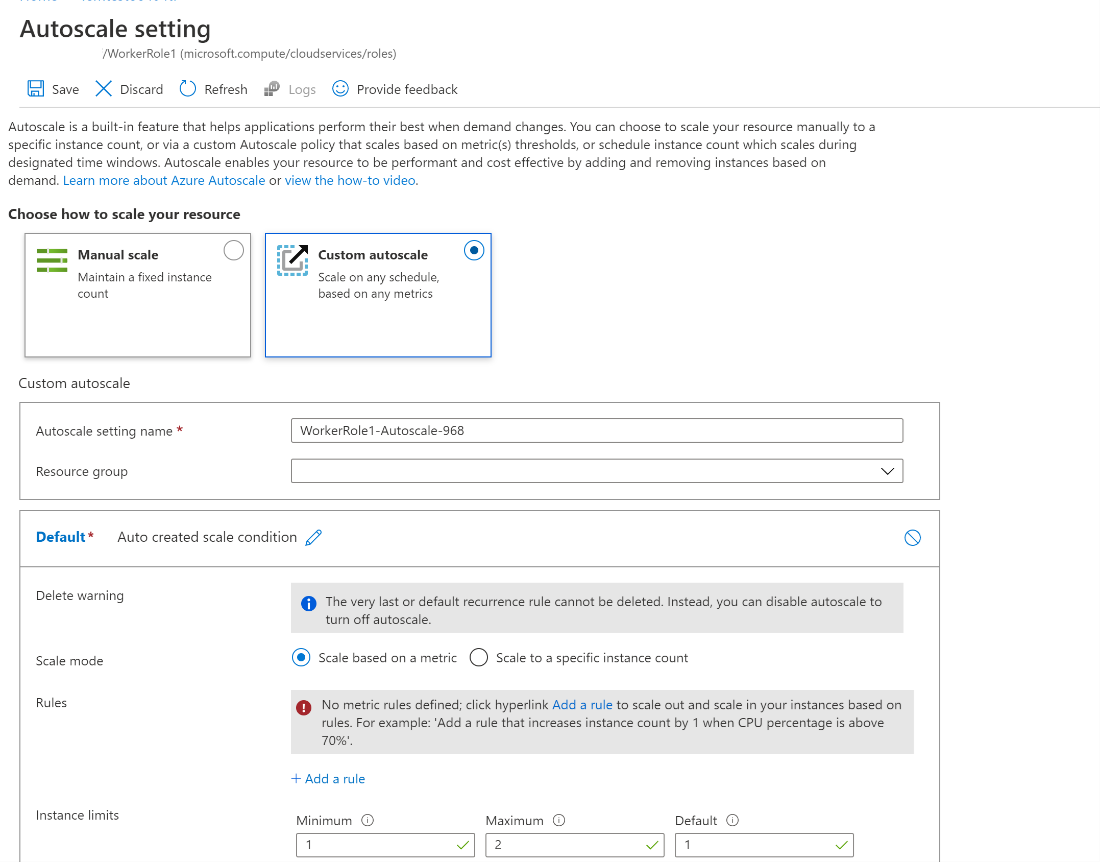 Autoscale setting
/WorkerRole1 (microsoft.compute/cloudservices/roles)
Save Discard Refresh Logs Provide feedback
Autoscale is a built-in feature that helps applications perform their best when demand changes. You can choose to scale your resource manually to a
specific instance count, or via a custom Autoscale policy that scales based on metric(s) thresholds, or schedule instance count which scales during
designated time windows. Autoscale enables your resource to be performant and cost effective by adding and removing instances based on
demand. Learn more about Azure Autoscale or view the how-to video.
Choose how to scale your resource
Manual scale
Maintain a fixed instance
count
Custom autoscale
Scale on any schedule,
based on any metrics
Custom autoscale
Autoscale setting name *
WorkerRole1-Autoscale-968
Resource group
Default* Auto created scale condition
Delete warning
The very last or default recurrence rule cannot be deleted. Instead, you can disable autoscale to
turn off autoscale.
Scale mode
Scale based on a metric Scale to a specific instance count
Rules
No metric rules defined; click hyperlink Add a rule to scale out and scale in your instances based on
rules. For example: 'Add a rule that increases instance count by 1 when CPU percentage is above
70%'.
+ Add a rule
Instance limits
Minimum Maximum Default
1 2 1